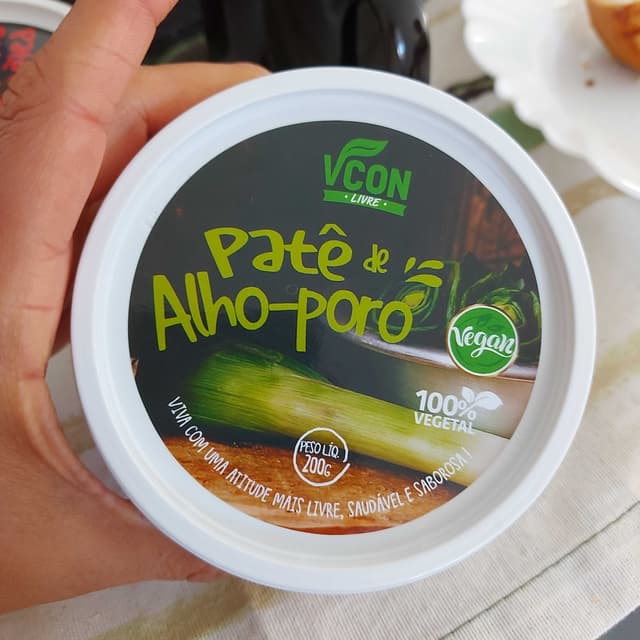 VCON
• LIVRE •
Patê de
Alho-poró
Vegan
100%
VEGETAL
PESO LÍQ.
200G
VIVA COM UMA ATITUDE MAIS LIVRE, SAUDÁVEL E SABOROSA!